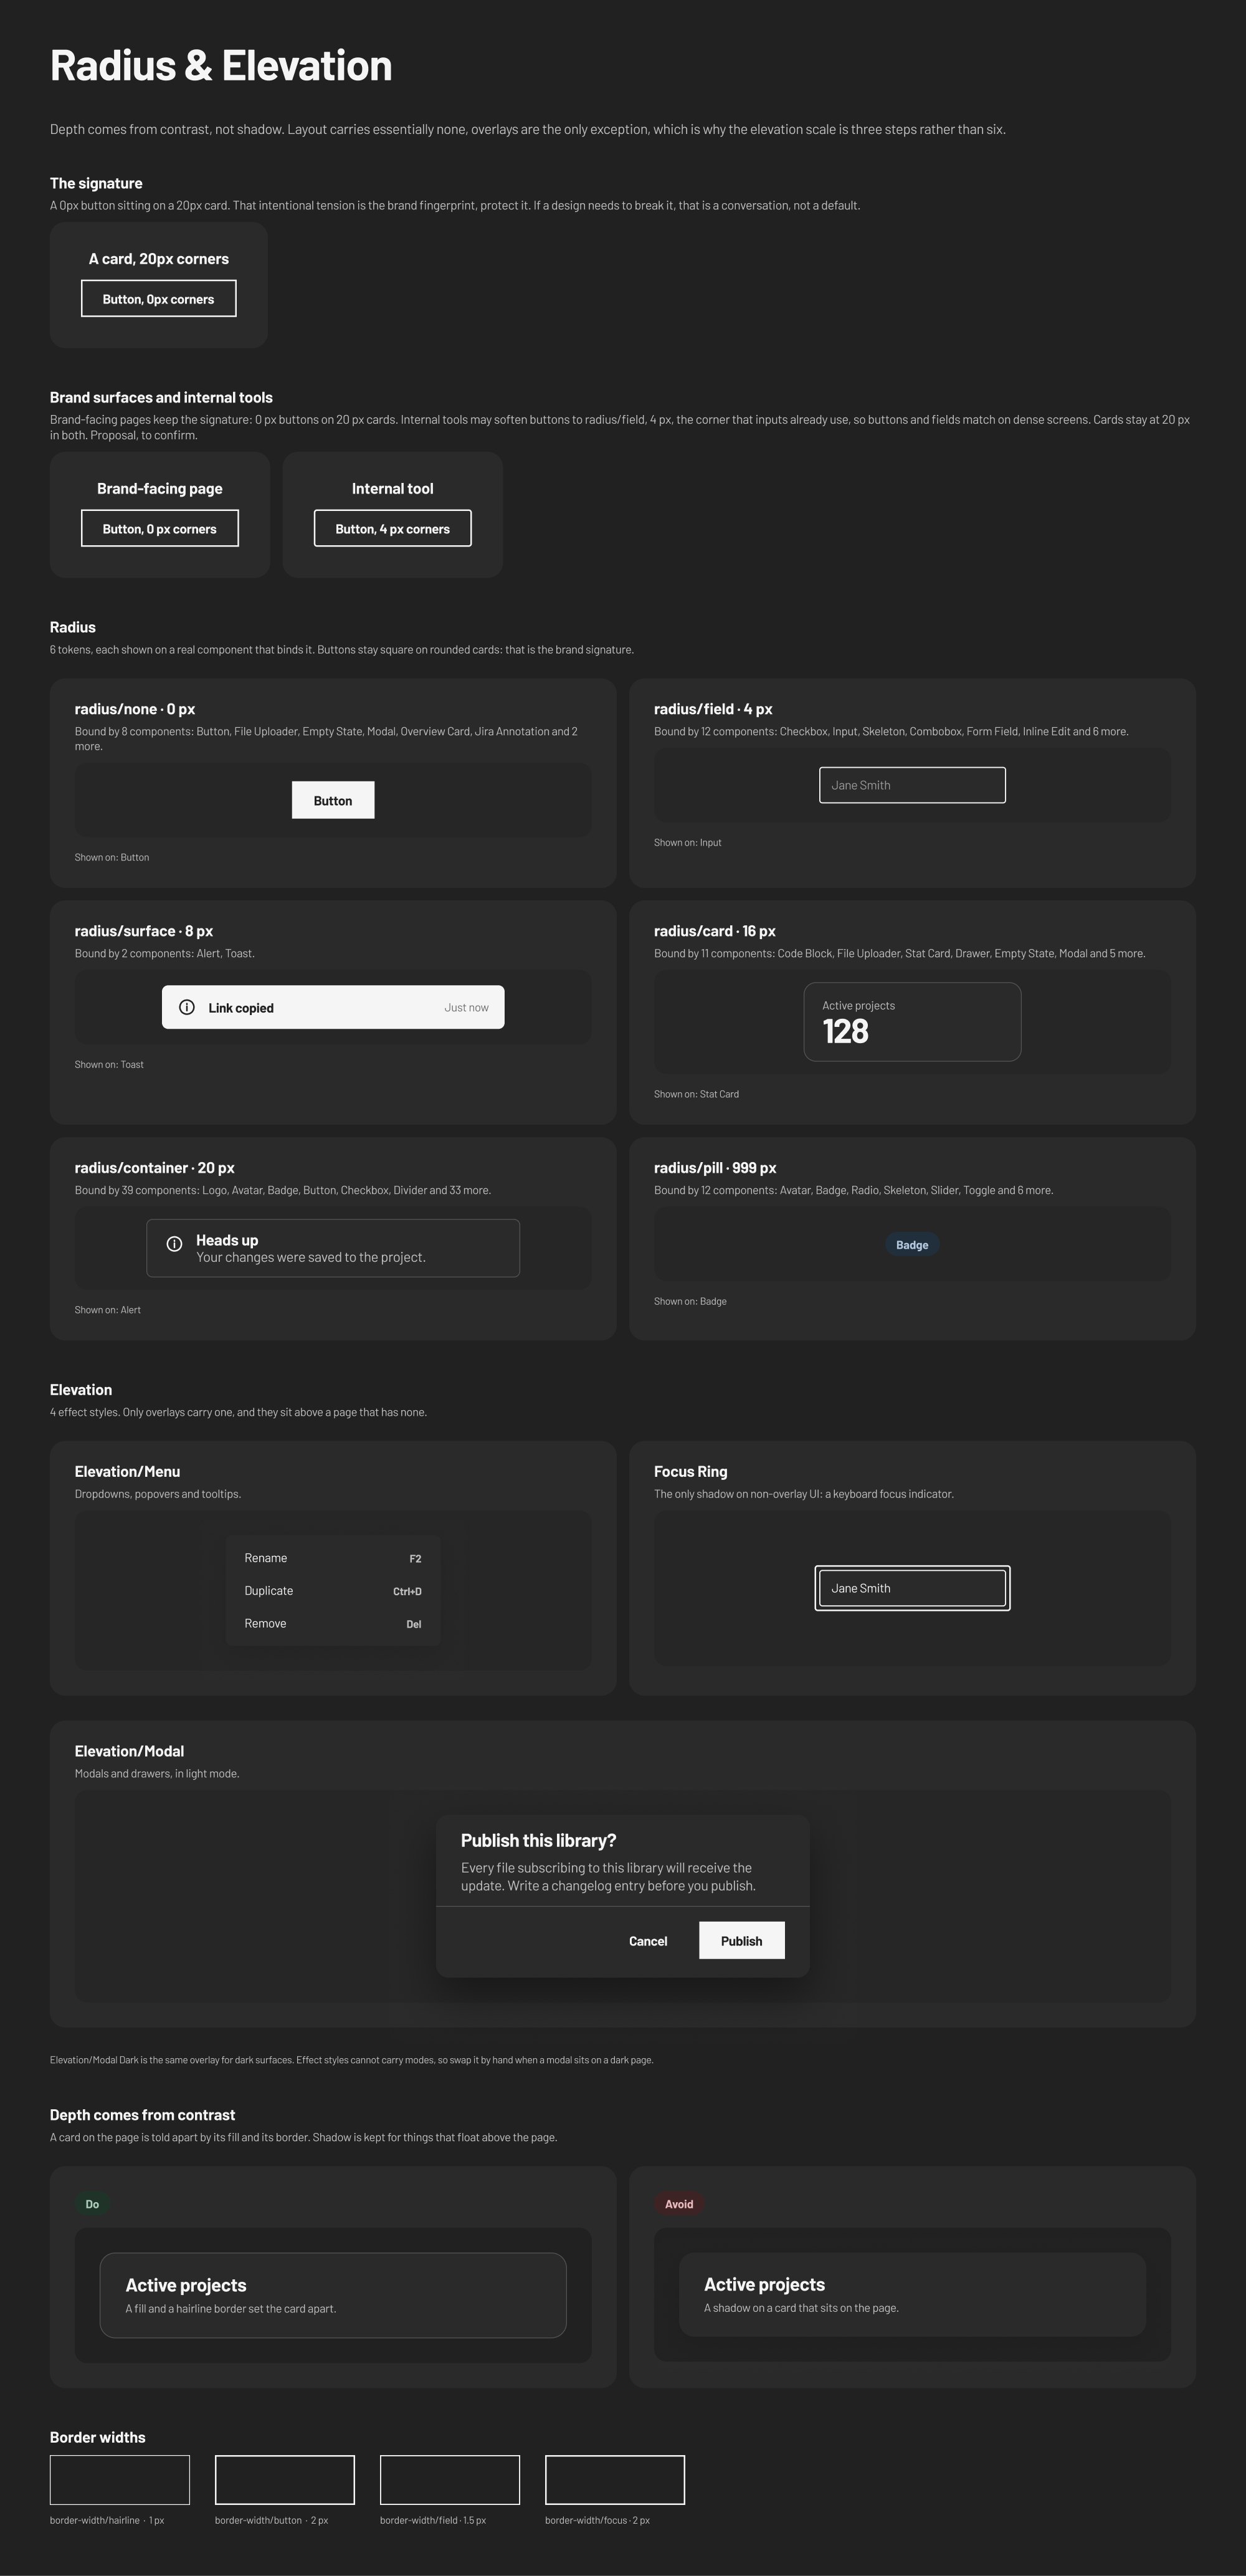 Radius & Elevation
Depth comes from contrast, not shadow. Layout carries essentially none, overlays are the only exception, which is why the elevation scale is three steps rather than six.
The signature
A 0px button sitting on a 20px card. That intentional tension is the brand fingerprint, protect it. If a design needs to break it, that is a conversation, not a default.
A card, 20px corners
Button, 0px corners
Brand surfaces and internal tools
Brand-facing pages keep the signature: 0 px buttons on 20 px cards. Internal tools may soften buttons to radius/field, 4 px, the corner that inputs already use, so buttons and fields match on dense screens. Cards stay at 20 px
in both. Proposal, to confirm.
Brand-facing page
Button, 0 px corners
Internal tool
Button, 4 px corners
Radius
6 tokens, each shown on a real component that binds it. Buttons stay square on rounded cards: that is the brand signature.
radius/none · 0 px
Bound by 8 components: Button, File Uploader, Empty State, Modal, Overview Card, Jira Annotation and 2
more.
Button
Shown on: Button
radius/field · 4 px
Bound by 12 components: Checkbox, Input, Skeleton, Combobox, Form Field, Inline Edit and 6 more.
Jane Smith
Shown on: Input
radius/surface · 8 px
Bound by 2 components: Alert, Toast.
Link copied
Just now
Shown on: Toast
radius/card · 16 px
Bound by 11 components: Code Block, File Uploader, Stat Card, Drawer, Empty State, Modal and 5 more.
Active projects
128
Shown on: Stat Card
radius/container · 20 px
Bound by 39 components: Logo, Avatar, Badge, Button, Checkbox, Divider and 33 more.
Heads up
Your changes were saved to the project.
Shown on: Alert
radius/pill · 999 px
Bound by 12 components: Avatar, Badge, Radio, Skeleton, Slider, Toggle and 6 more.
Badge
Shown on: Badge
Elevation
4 effect styles. Only overlays carry one, and they sit above a page that has none.
Elevation/Menu
Dropdowns, popovers and tooltips.
Rename F2
Duplicate Ctrl+D
Remove Del
Focus Ring
The only shadow on non-overlay UI: a keyboard focus indicator.
Jane Smith
Elevation/Modal
Modals and drawers, in light mode.
Publish this library?
Every file subscribing to this library will receive the
update. Write a changelog entry before you publish.
Cancel
Publish
Elevation/Modal Dark is the same overlay for dark surfaces. Effect styles cannot carry modes, so swap it by hand when a modal sits on a dark page.
Depth comes from contrast
A card on the page is told apart by its fill and its border. Shadow is kept for things that float above the page.
Do
Active projects
A fill and a hairline border set the card apart.
Avoid
Active projects
A shadow on a card that sits on the page.
Border widths
border-width/hairline · 1 px
border-width/button · 2 px
border-width/field · 1.5 px
border-width/focus · 2 px